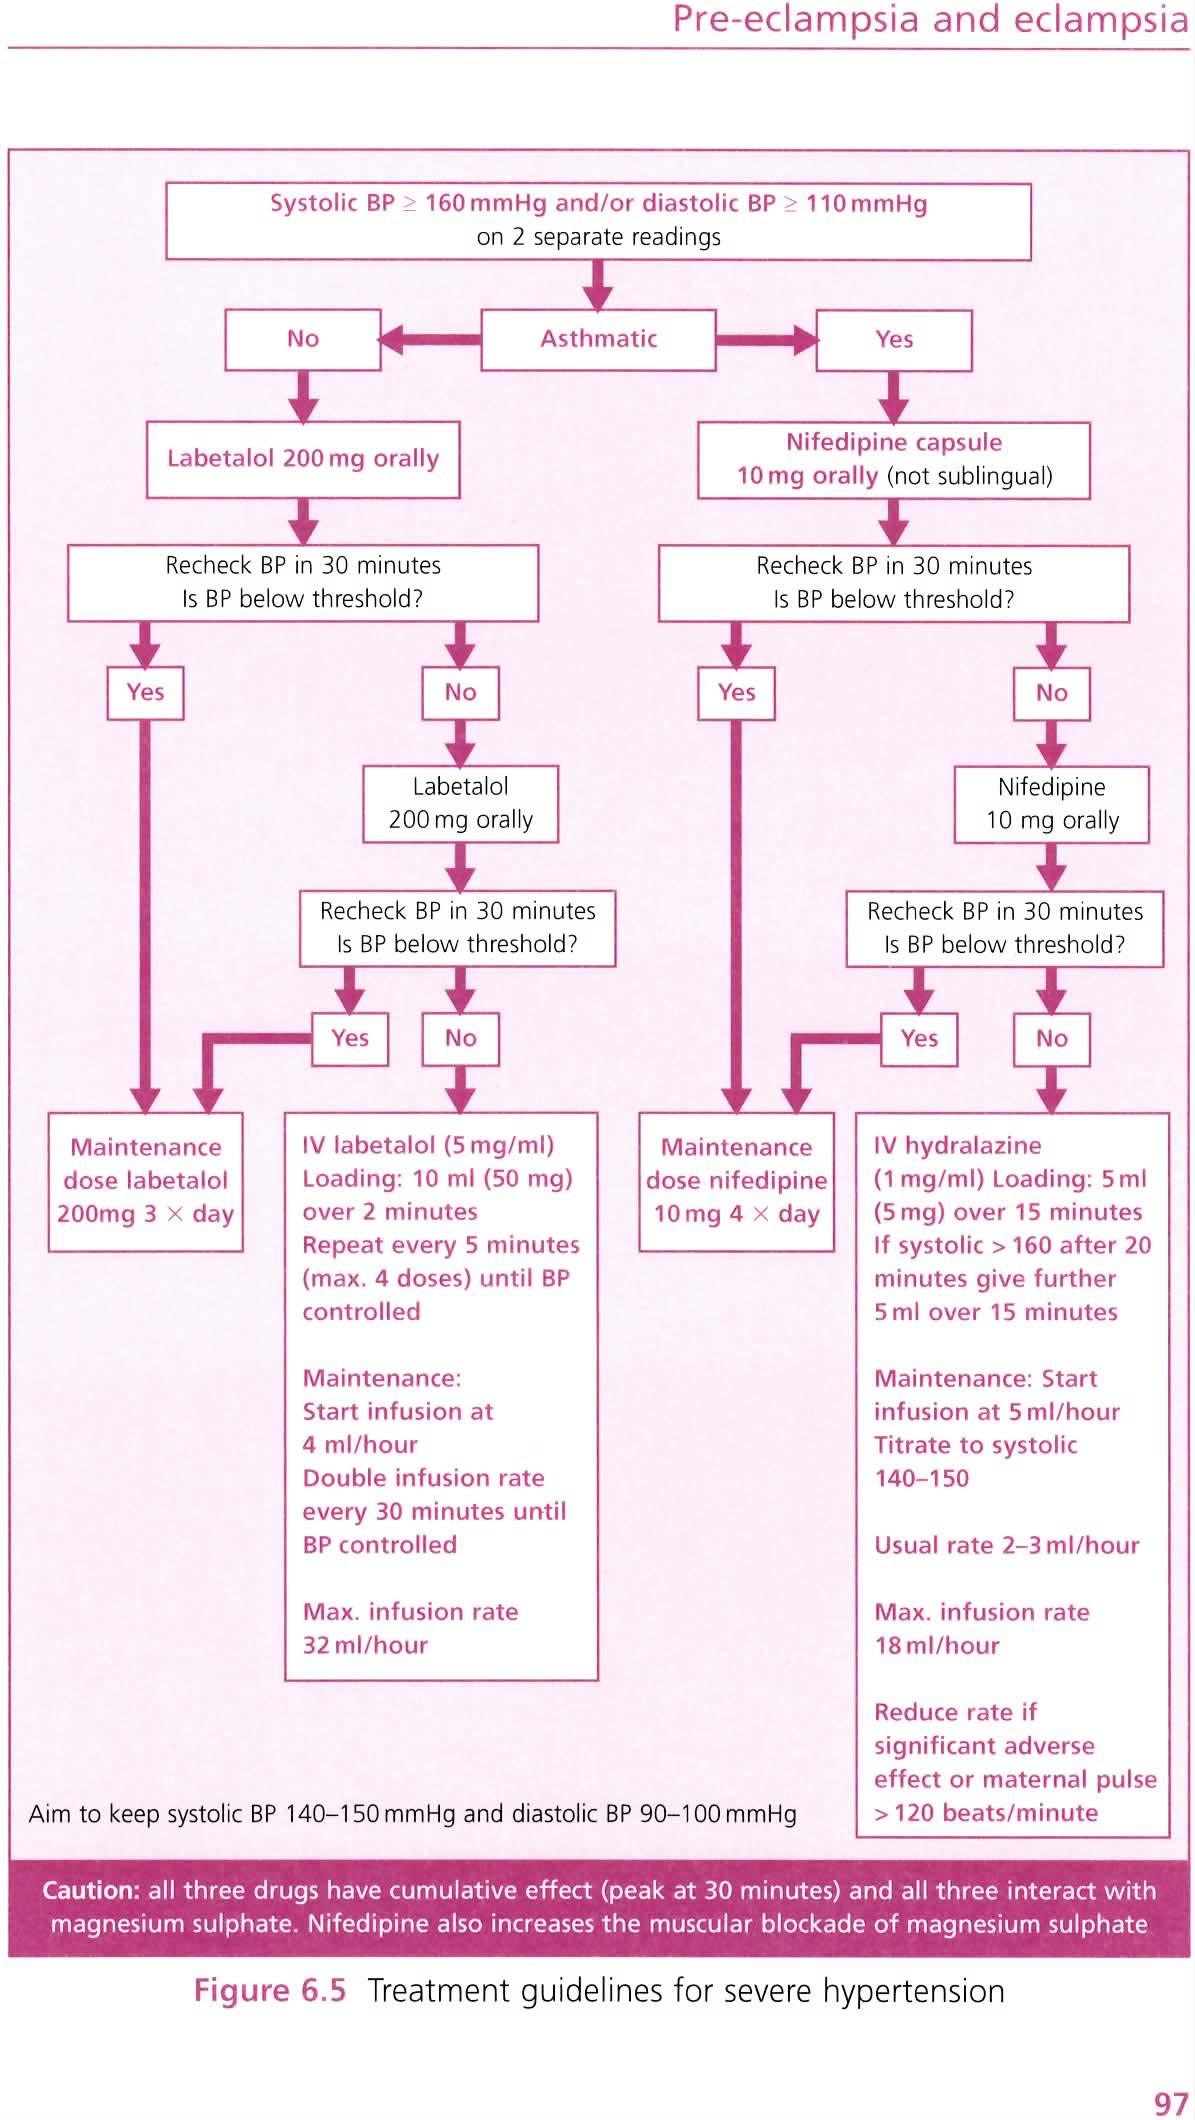 Pre-eclampsia and eclampsia
Systolic BP ≥ 160 mmHg and/or diastolic BP ≥ 110 mmHg
on 2 separate readings
No
Asthmatic
Yes
Labetalol 200 mg orally
Nifedipine capsule
10 mg orally (not sublingual)
Recheck BP in 30 minutes
Is BP below threshold?
Recheck BP in 30 minutes
Is BP below threshold?
Yes
No
Yes
No
Labetalol
200 mg orally
Nifedipine
10 mg orally
Recheck BP in 30 minutes
Is BP below threshold?
Recheck BP in 30 minutes
Is BP below threshold?
Yes
No
Yes
No
Maintenance
dose labetalol
200mg 3 × day
IV labetalol (5 mg/ml)
Loading: 10 ml (50 mg)
over 2 minutes
Repeat every 5 minutes
(max. 4 doses) until BP
controlled
Maintenance:
Start infusion at
4 ml/hour
Double infusion rate
every 30 minutes until
BP controlled
Max. infusion rate
32 ml/hour
Maintenance
dose nifedipine
10 mg 4 × day
IV hydralazine
(1 mg/ml) Loading: 5 ml
(5 mg) over 15 minutes
If systolic > 160 after 20
minutes give further
5 ml over 15 minutes
Maintenance: Start
infusion at 5 ml/hour
Titrate to systolic
140–150
Usual rate 2–3 ml/hour
Max. infusion rate
18 ml/hour
Reduce rate if
significant adverse
effect or maternal pulse
> 120 beats/minute
Aim to keep systolic BP 140–150 mmHg and diastolic BP 90–100 mmHg
Caution: all three drugs have cumulative effect (peak at 30 minutes) and all three interact with
magnesium sulphate. Nifedipine also increases the muscular blockade of magnesium sulphate
Figure 6.5 Treatment guidelines for severe hypertension
97